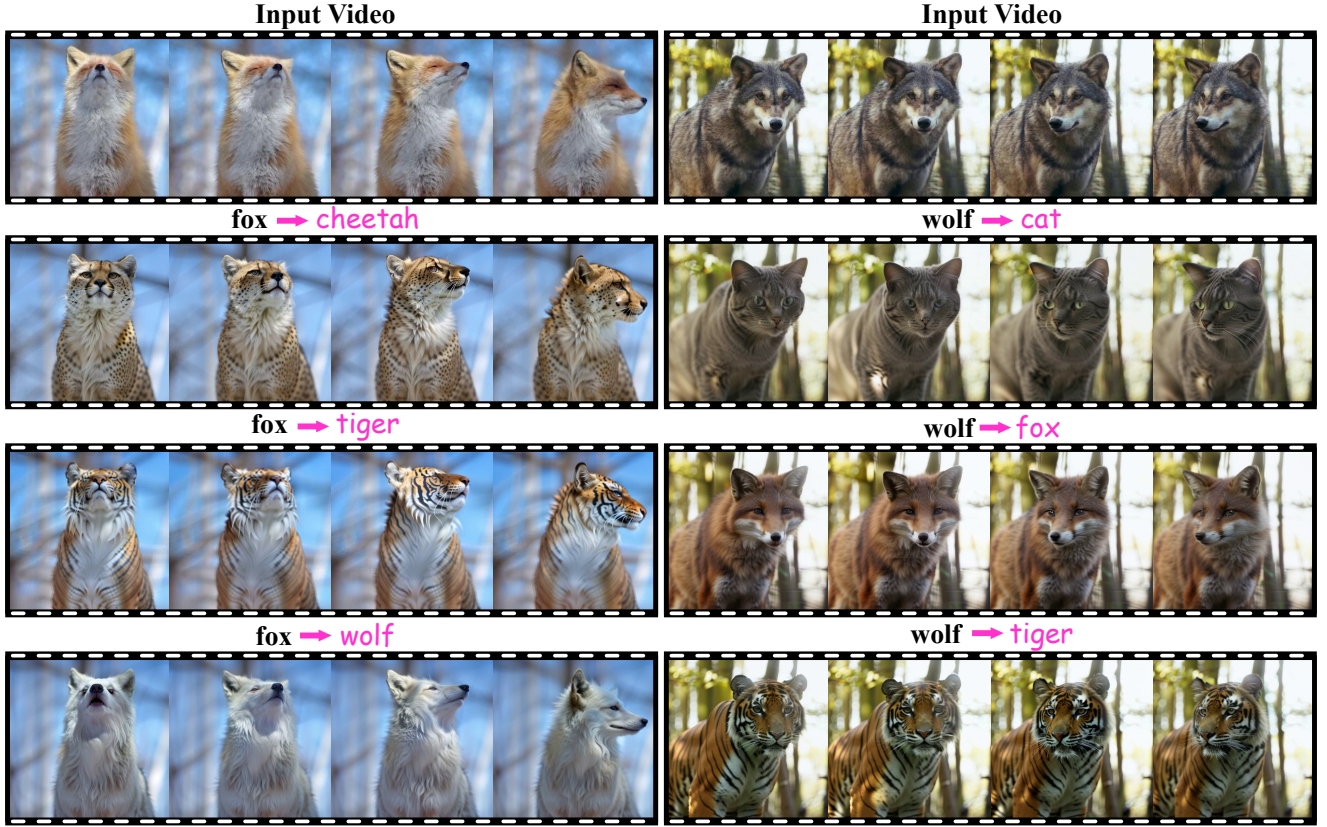 Input Video
Input Video
fox → cheetah
wolf → cat
fox → tiger
wolf → fox
fox → wolf
wolf → tiger